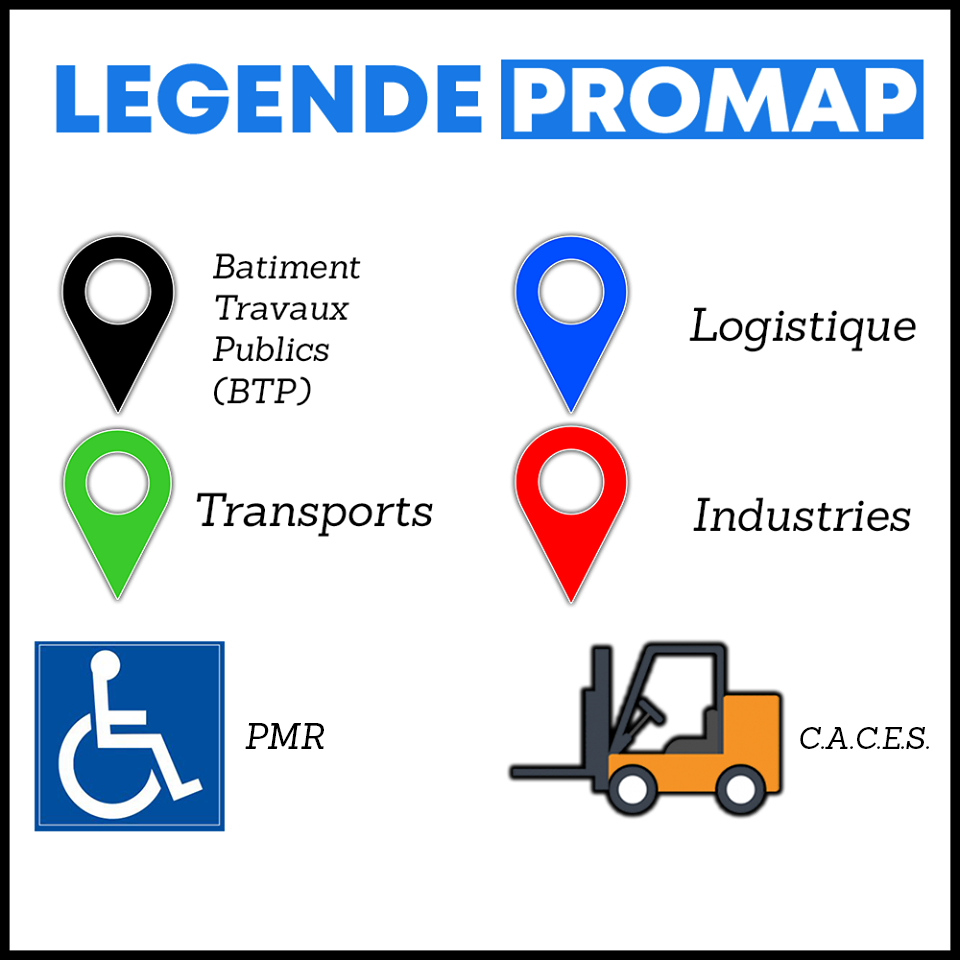 LEGENDE PROMAP
Batiment
Travaux
Publics
(BTP)
Logistique
Transports
Industries
PMR
C.A.C.E.S.